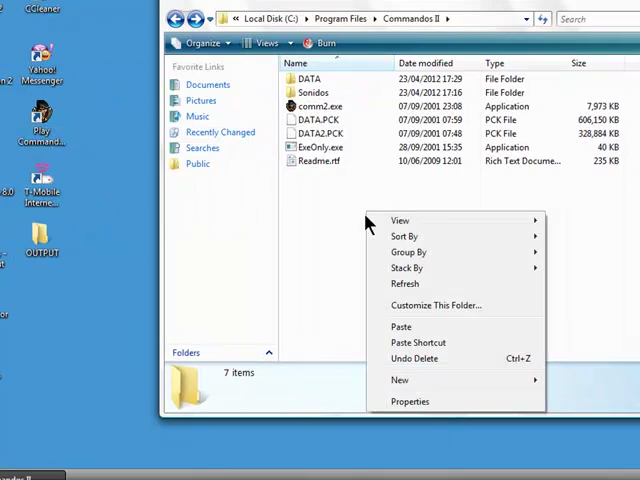 CCleaner
Yahoo!
Messenger
Play
Comman...
T-Mobile
Interne...
OUTPUT
Local Disk (C:) Program Files Commandos II
Search
Organize Views Burn
Favorite Links
Documents
Pictures
Music
Recently Changed
Searches
Public
Folders
Name Date modified Type Size
DATA 23/04/2012 17:29 File Folder
Sonidos 23/04/2012 17:16 File Folder
comm2.exe 07/09/2001 23:08 Application 7,973 KB
DATA.PCK 07/09/2001 07:59 PCK File 606,150 KB
DATA2.PCK 07/09/2001 07:48 PCK File 328,884 KB
ExeOnly.exe 28/09/2001 15:35 Application 40 KB
Readme.rtf 10/06/2009 12:01 Rich Text Docume... 235 KB
View
Sort By
Group By
Stack By
Refresh
Customize This Folder...
Paste
Paste Shortcut
Undo Delete Ctrl+Z
New
Properties
7 items